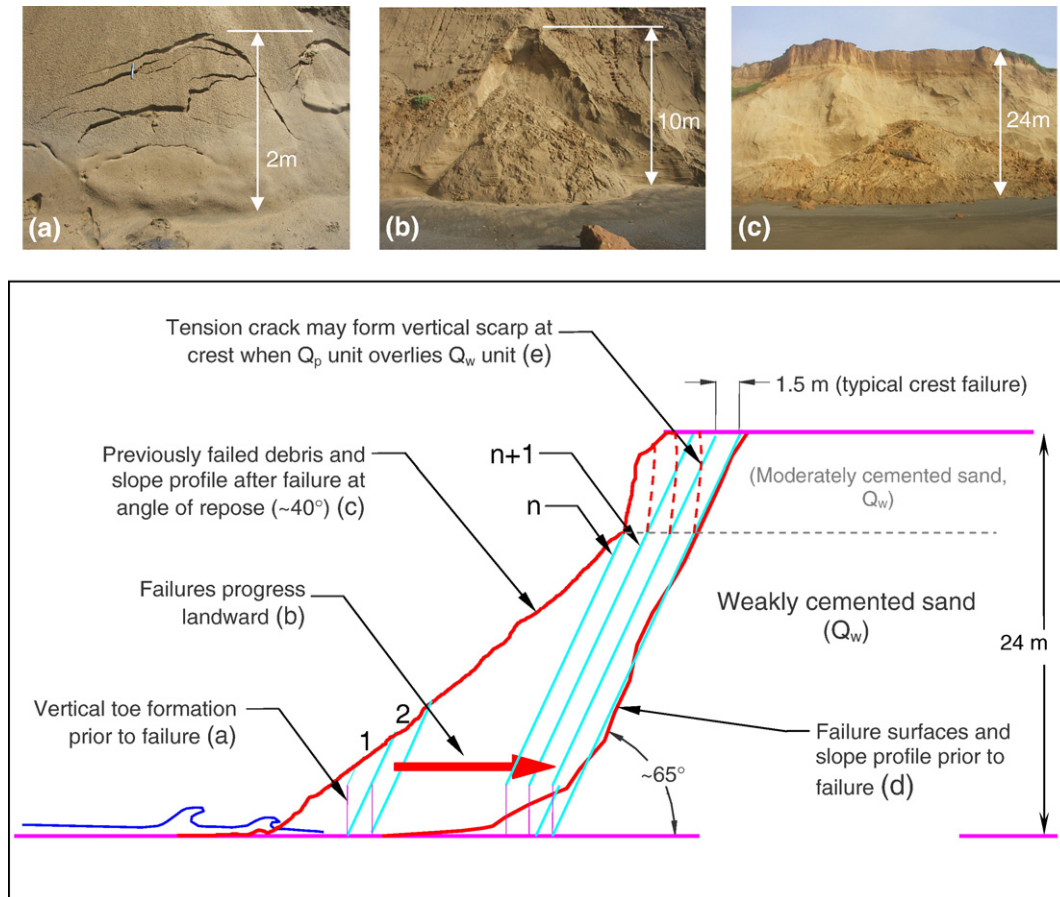 2m
(a)
10m
(b)
24m
(c)
Tension crack may form vertical scarp at
crest when Qp unit overlies Qw unit (e)
1.5 m (typical crest failure)
Previously failed debris and
slope profile after failure at
angle of repose (~40°) (c)
n+1
n
(Moderately cemented sand,
Qw)
Failures progress
landward (b)
Weakly cemented sand
(Qw)
24 m
Vertical toe formation
prior to failure (a)
2
1
Failure surfaces and
slope profile prior to
failure (d)
~65°